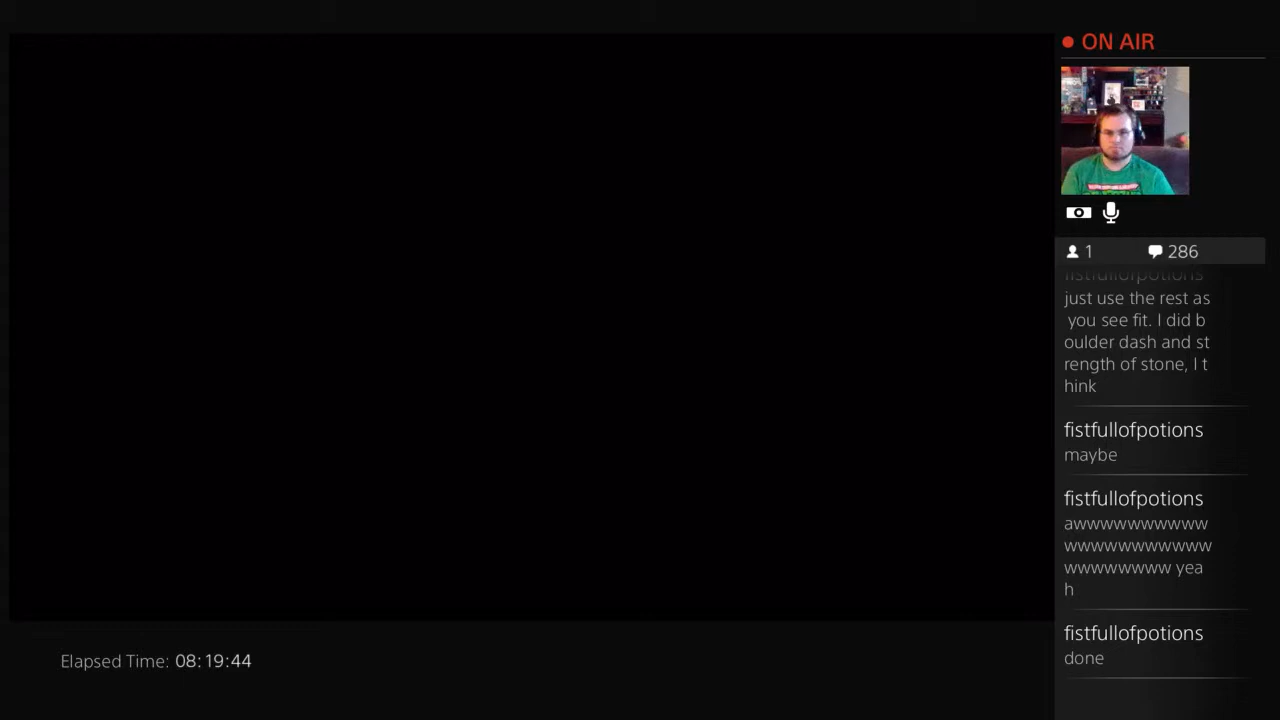 ON AIR
1 286
fistfullofpotions
just use the rest as
you see fit. I did b
oulder dash and st
rength of stone, I t
hink
fistfullofpotions
maybe
fistfullofpotions
awwwwwwwwwww
wwwwwwwwwwww
wwwwwwwww yea
h
fistfullofpotions
done
Elapsed Time: 08:19:44